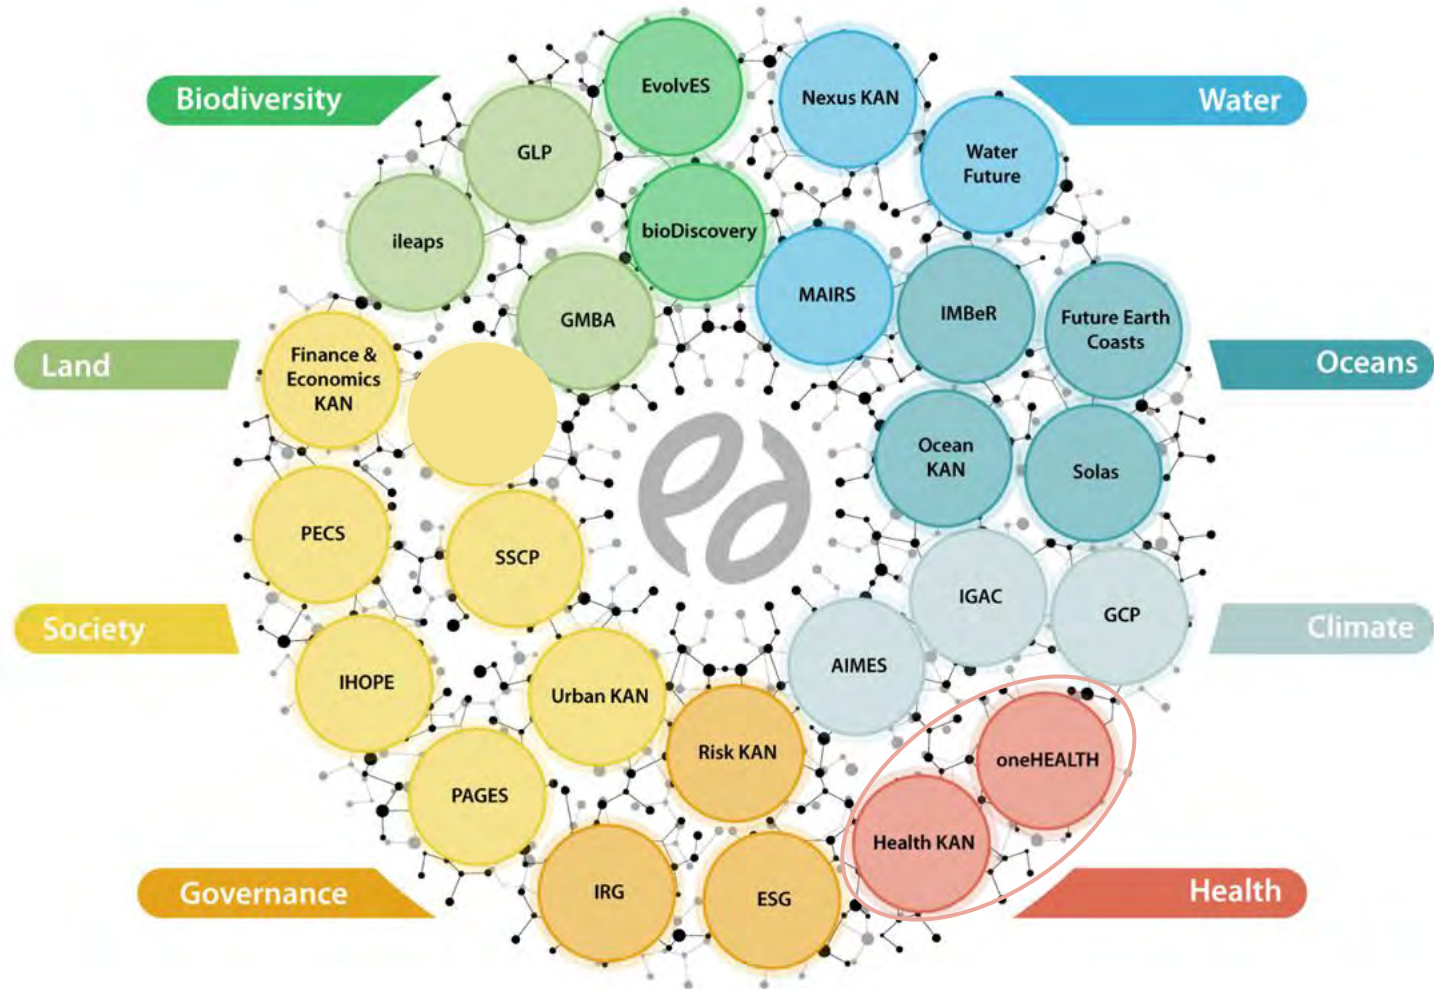 Biodiversity
EvolvES
Nexus KAN
Water
GLP
Water
Future
ileaps
bioDiscovery
MAIRS
IMBeR
Future Earth
Coasts
GMBA
Land
Finance &
Economics
KAN
Oceans
Ocean
KAN
Solas
PECS
SSCP
IGAC
GCP
Society
Climate
IHOPE
Urban KAN
AIMES
Risk KAN
oneHEALTH
PAGES
Health KAN
Governance
IRG
ESG
Health